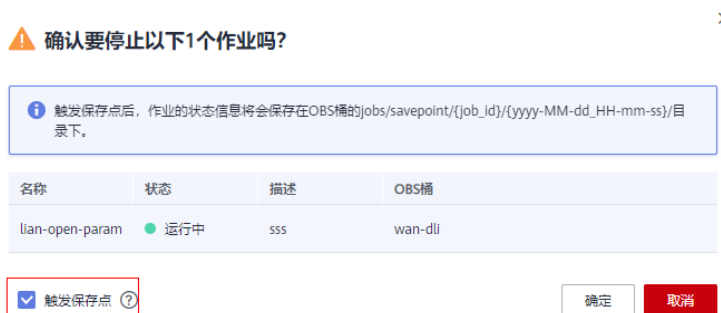 确认要停止以下1个作业吗？
触发保存点后，作业的状态信息将会保存在OBS桶的jobs/savepoint/{job_id}/{yyyy-MM-dd_HH-mm-ss}/目
录下。
名称 状态 描述 OBS桶
lian-open-param 运行中 sss wan-dli
触发保存点 ? 确定 取消